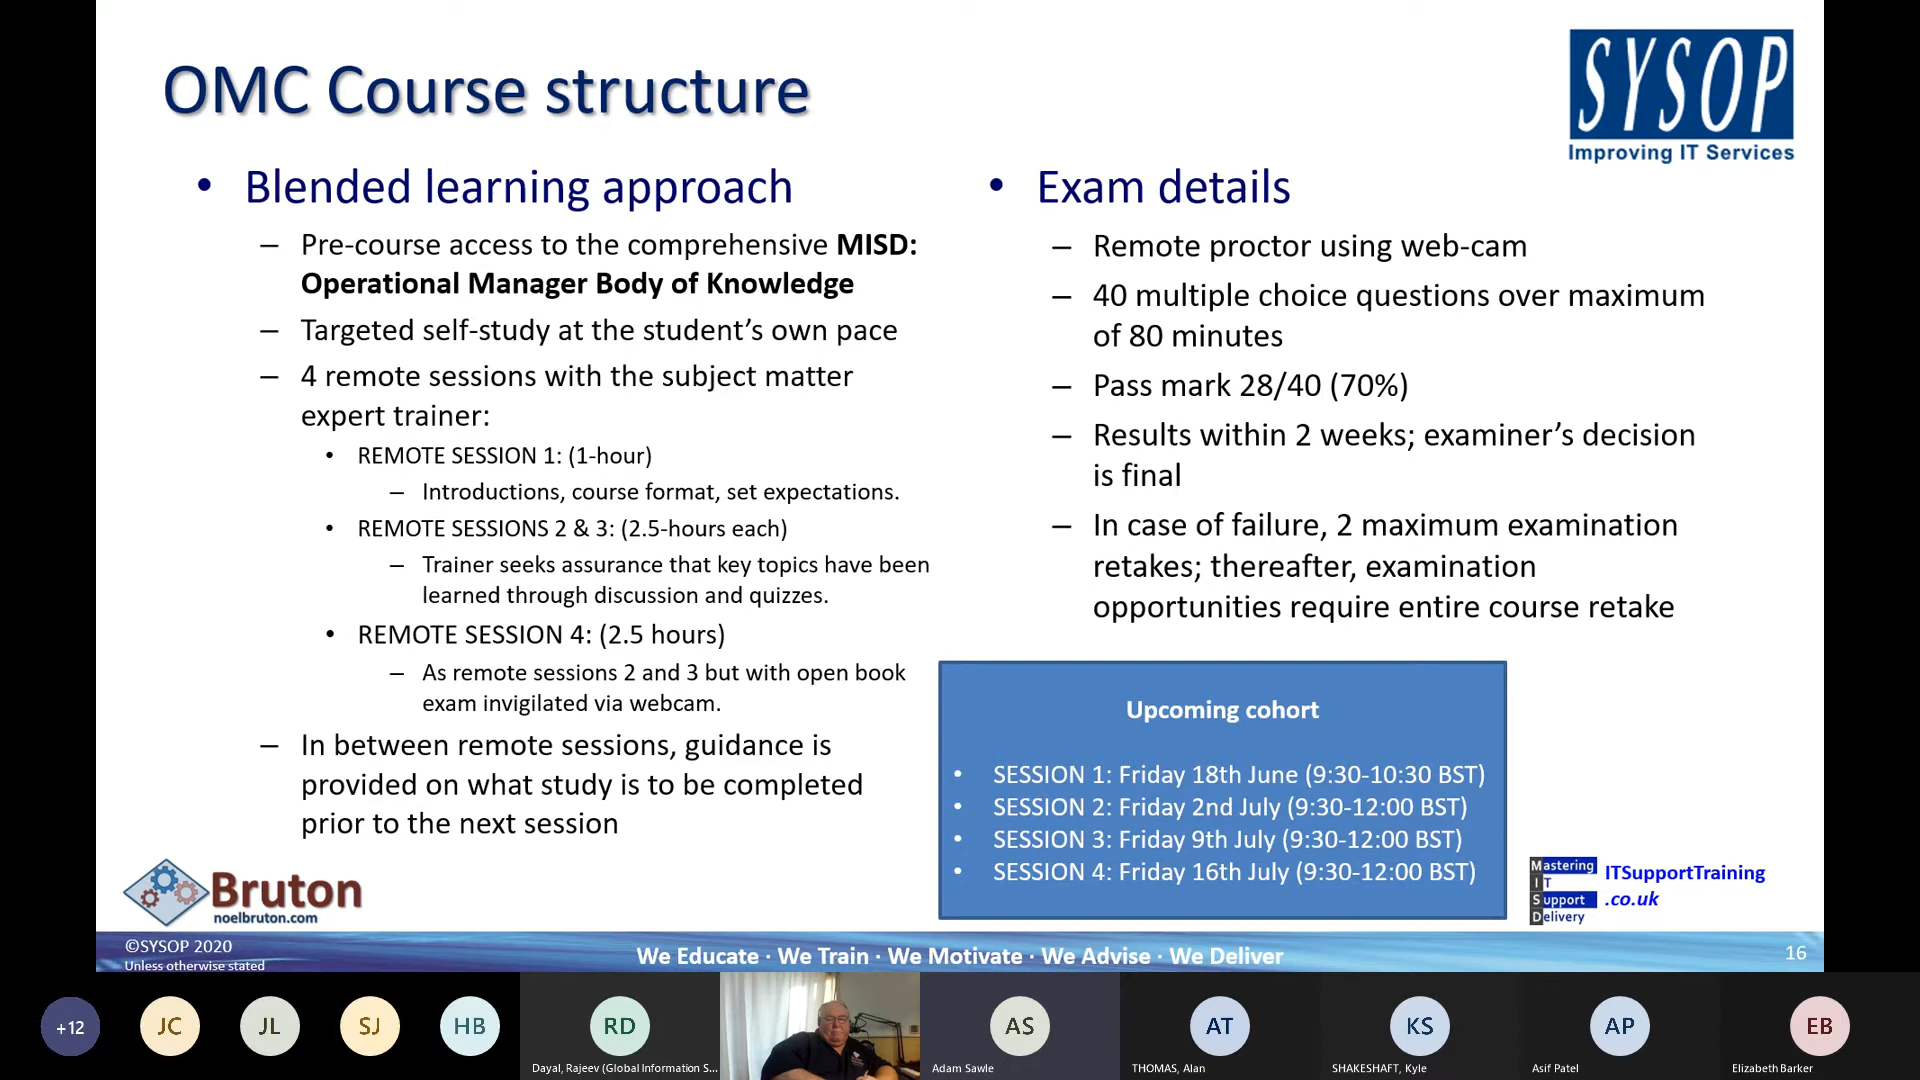 OMC Course structure
SYSOP
Improving IT Services
• Blended learning approach
– Pre-course access to the comprehensive MISD:
Operational Manager Body of Knowledge
– Targeted self-study at the student’s own pace
– 4 remote sessions with the subject matter
expert trainer:
• REMOTE SESSION 1: (1-hour)
– Introductions, course format, set expectations.
• REMOTE SESSIONS 2 & 3: (2.5-hours each)
– Trainer seeks assurance that key topics have been
learned through discussion and quizzes.
• REMOTE SESSION 4: (2.5 hours)
– As remote sessions 2 and 3 but with open book
exam invigilated via webcam.
– In between remote sessions, guidance is
provided on what study is to be completed
prior to the next session
• Exam details
– Remote proctor using web-cam
– 40 multiple choice questions over maximum
of 80 minutes
– Pass mark 28/40 (70%)
– Results within 2 weeks; examiner’s decision
is final
– In case of failure, 2 maximum examination
retakes; thereafter, examination
opportunities require entire course retake
Upcoming cohort
• SESSION 1: Friday 18th June (9:30-10:30 BST)
• SESSION 2: Friday 2nd July (9:30-12:00 BST)
• SESSION 3: Friday 9th July (9:30-12:00 BST)
• SESSION 4: Friday 16th July (9:30-12:00 BST)
Bruton
noelbruton.com
Mastering
IT
Support
Delivery
ITSupportTraining
.co.uk
©SYSOP 2020
Unless otherwise stated
We Educate · We Train · We Motivate · We Advise · We Deliver
16
+12
JC
JL
SJ
HB
RD
AS
AT
KS
AP
EB
Dayal, Rajeev (Global Information S...
Adam Sawle
THOMAS, Alan
SHAKESHAFT, Kyle
Asif Patel
Elizabeth Barker